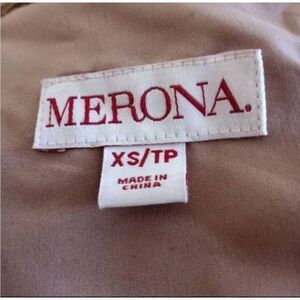 MERONA.
XS/TP
MADE IN
CHINA